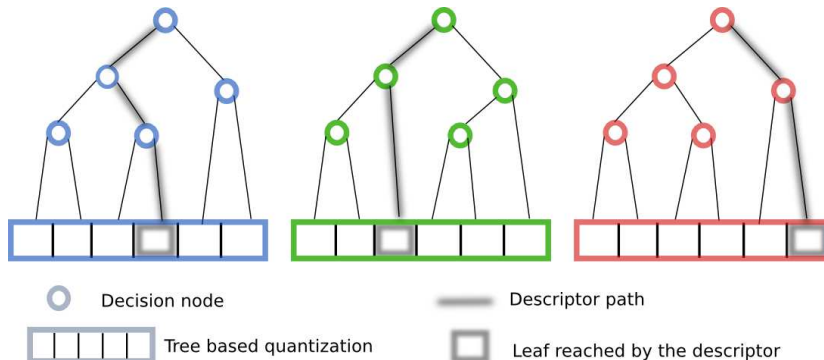 Decision node
Descriptor path
Tree based quantization
Leaf reached by the descriptor